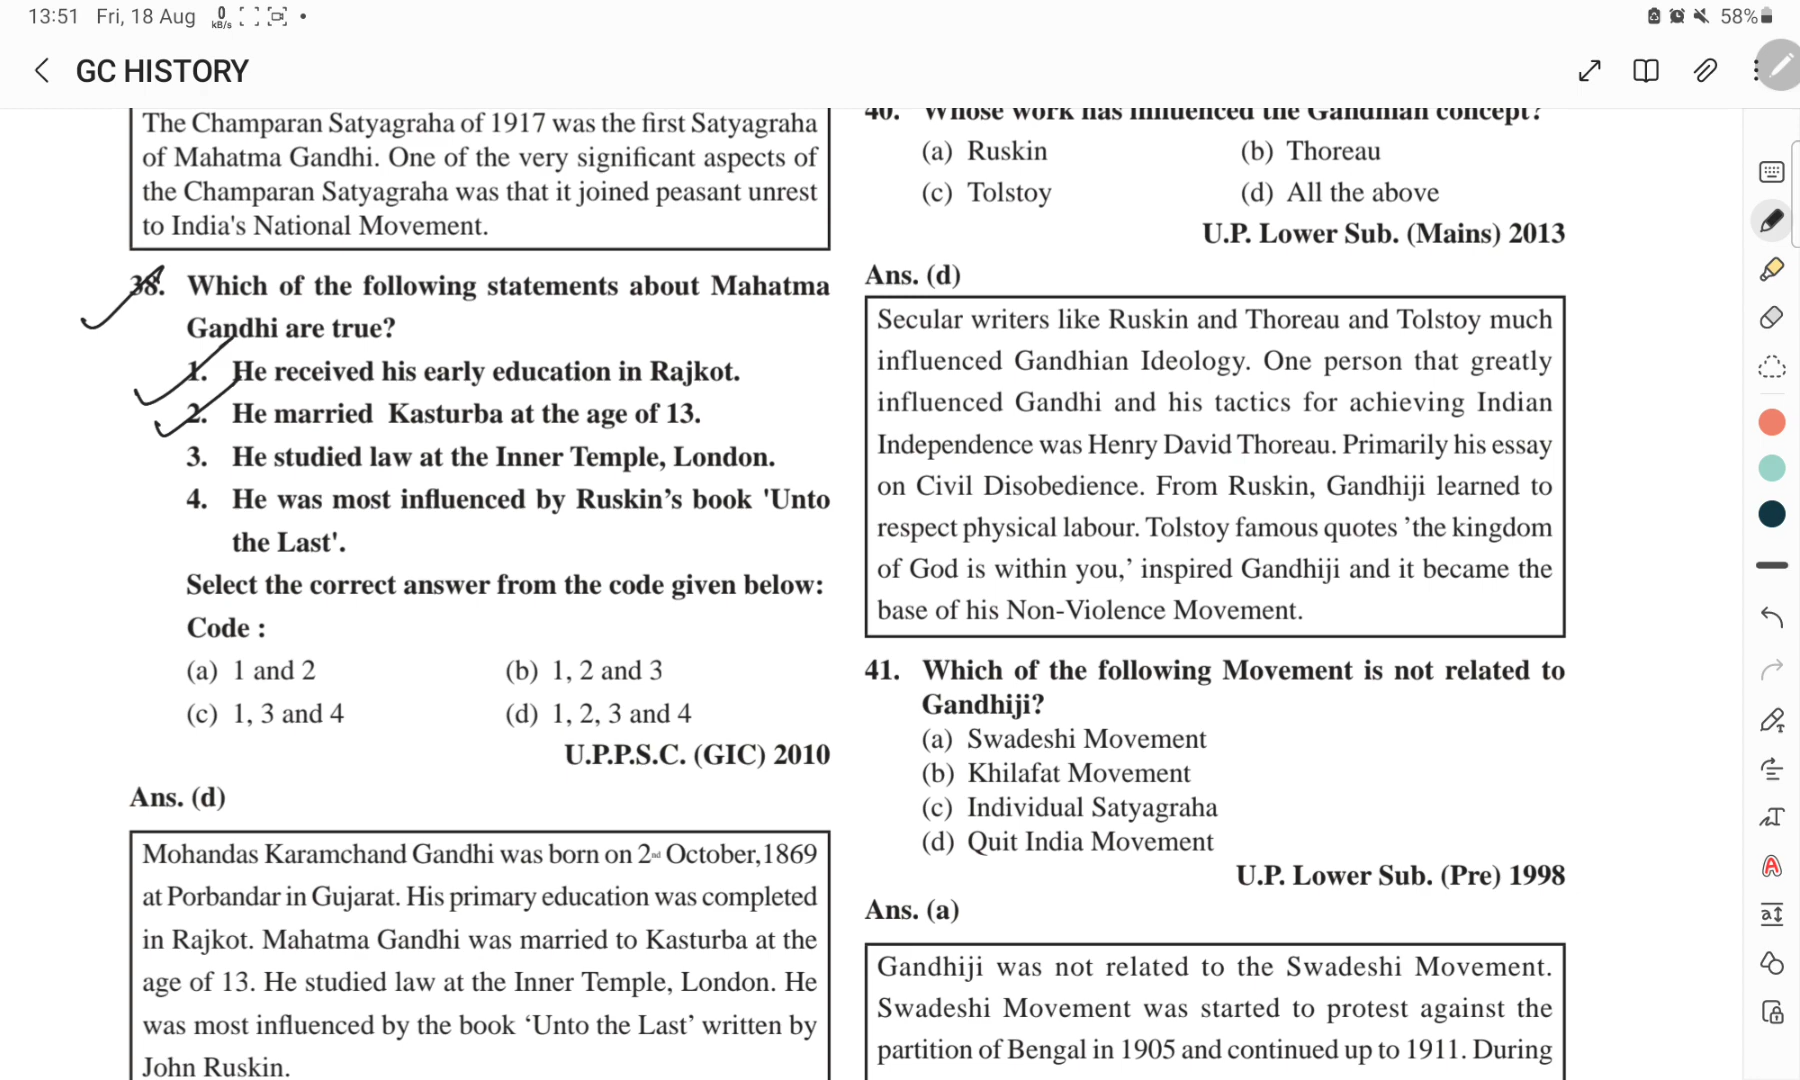 13:51 Fri, 18 Aug 0 kB/s 58%
GC HISTORY
The Champaran Satyagraha of 1917 was the first Satyagraha
of Mahatma Gandhi. One of the very significant aspects of
the Champaran Satyagraha was that it joined peasant unrest
to India's National Movement.
38. Which of the following statements about Mahatma
Gandhi are true?
1. He received his early education in Rajkot.
2. He married Kasturba at the age of 13.
3. He studied law at the Inner Temple, London.
4. He was most influenced by Ruskin’s book 'Unto
the Last'.
Select the correct answer from the code given below:
Code :
(a) 1 and 2 (b) 1, 2 and 3
(c) 1, 3 and 4 (d) 1, 2, 3 and 4
U.P.P.S.C. (GIC) 2010
Ans. (d)
Mohandas Karamchand Gandhi was born on 2nd October,1869
at Porbandar in Gujarat. His primary education was completed
in Rajkot. Mahatma Gandhi was married to Kasturba at the
age of 13. He studied law at the Inner Temple, London. He
was most influenced by the book ‘Unto the Last’ written by
John Ruskin.
40. Whose work has influenced the Gandhian concept?
(a) Ruskin (b) Thoreau
(c) Tolstoy (d) All the above
U.P. Lower Sub. (Mains) 2013
Ans. (d)
Secular writers like Ruskin and Thoreau and Tolstoy much
influenced Gandhian Ideology. One person that greatly
influenced Gandhi and his tactics for achieving Indian
Independence was Henry David Thoreau. Primarily his essay
on Civil Disobedience. From Ruskin, Gandhiji learned to
respect physical labour. Tolstoy famous quotes ’the kingdom
of God is within you,’ inspired Gandhiji and it became the
base of his Non-Violence Movement.
41. Which of the following Movement is not related to
Gandhiji?
(a) Swadeshi Movement
(b) Khilafat Movement
(c) Individual Satyagraha
(d) Quit India Movement
U.P. Lower Sub. (Pre) 1998
Ans. (a)
Gandhiji was not related to the Swadeshi Movement.
Swadeshi Movement was started to protest against the
partition of Bengal in 1905 and continued up to 1911. During